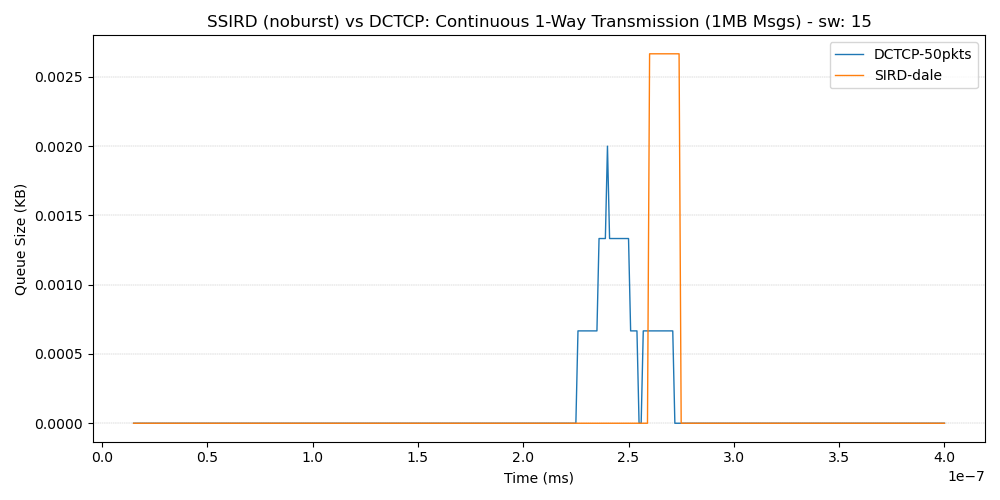 SSIRD (noburst) vs DCTCP: Continuous 1-Way Transmission (1MB Msgs) - sw: 15
DCTCP-50pkts
SIRD-dale
0.0025
0.0020
0.0015
0.0010
0.0005
0.0000
Queue Size (KB)
0.0 0.5 1.0 1.5 2.0 2.5 3.0 3.5 4.0
1e−7
Time (ms)